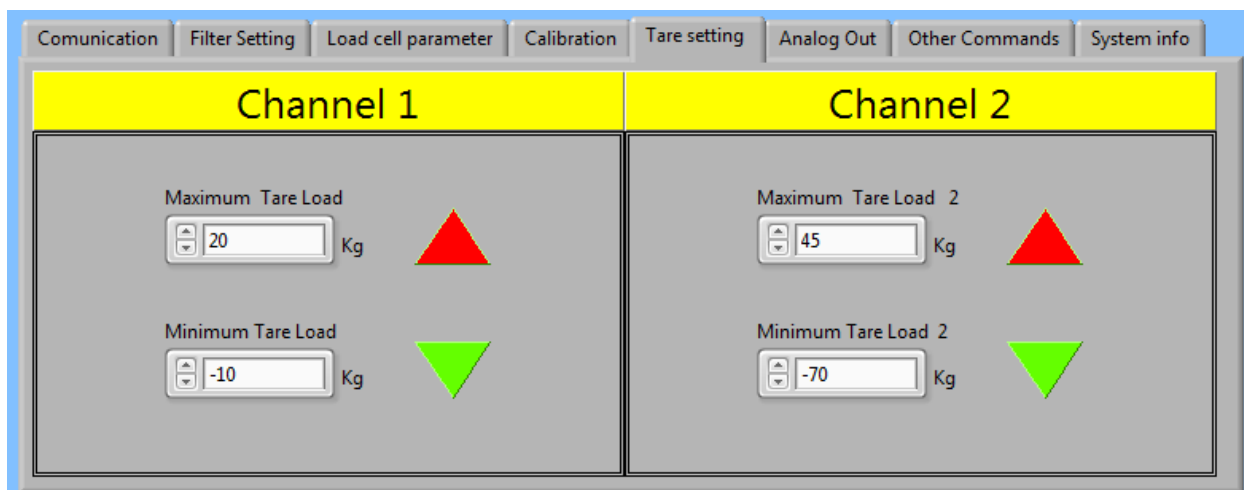 Comunication Filter Setting Load cell parameter Calibration Tare setting Analog Out Other Commands System info
Channel 1
Maximum Tare Load
20 Kg
Minimum Tare Load
-10 Kg
Channel 2
Maximum Tare Load 2
45 Kg
Minimum Tare Load 2
-70 Kg